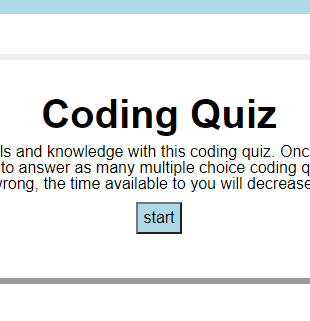 Coding Quiz
ls and knowledge with this coding quiz. Onc
to answer as many multiple choice coding q
wrong, the time available to you will decrease
start